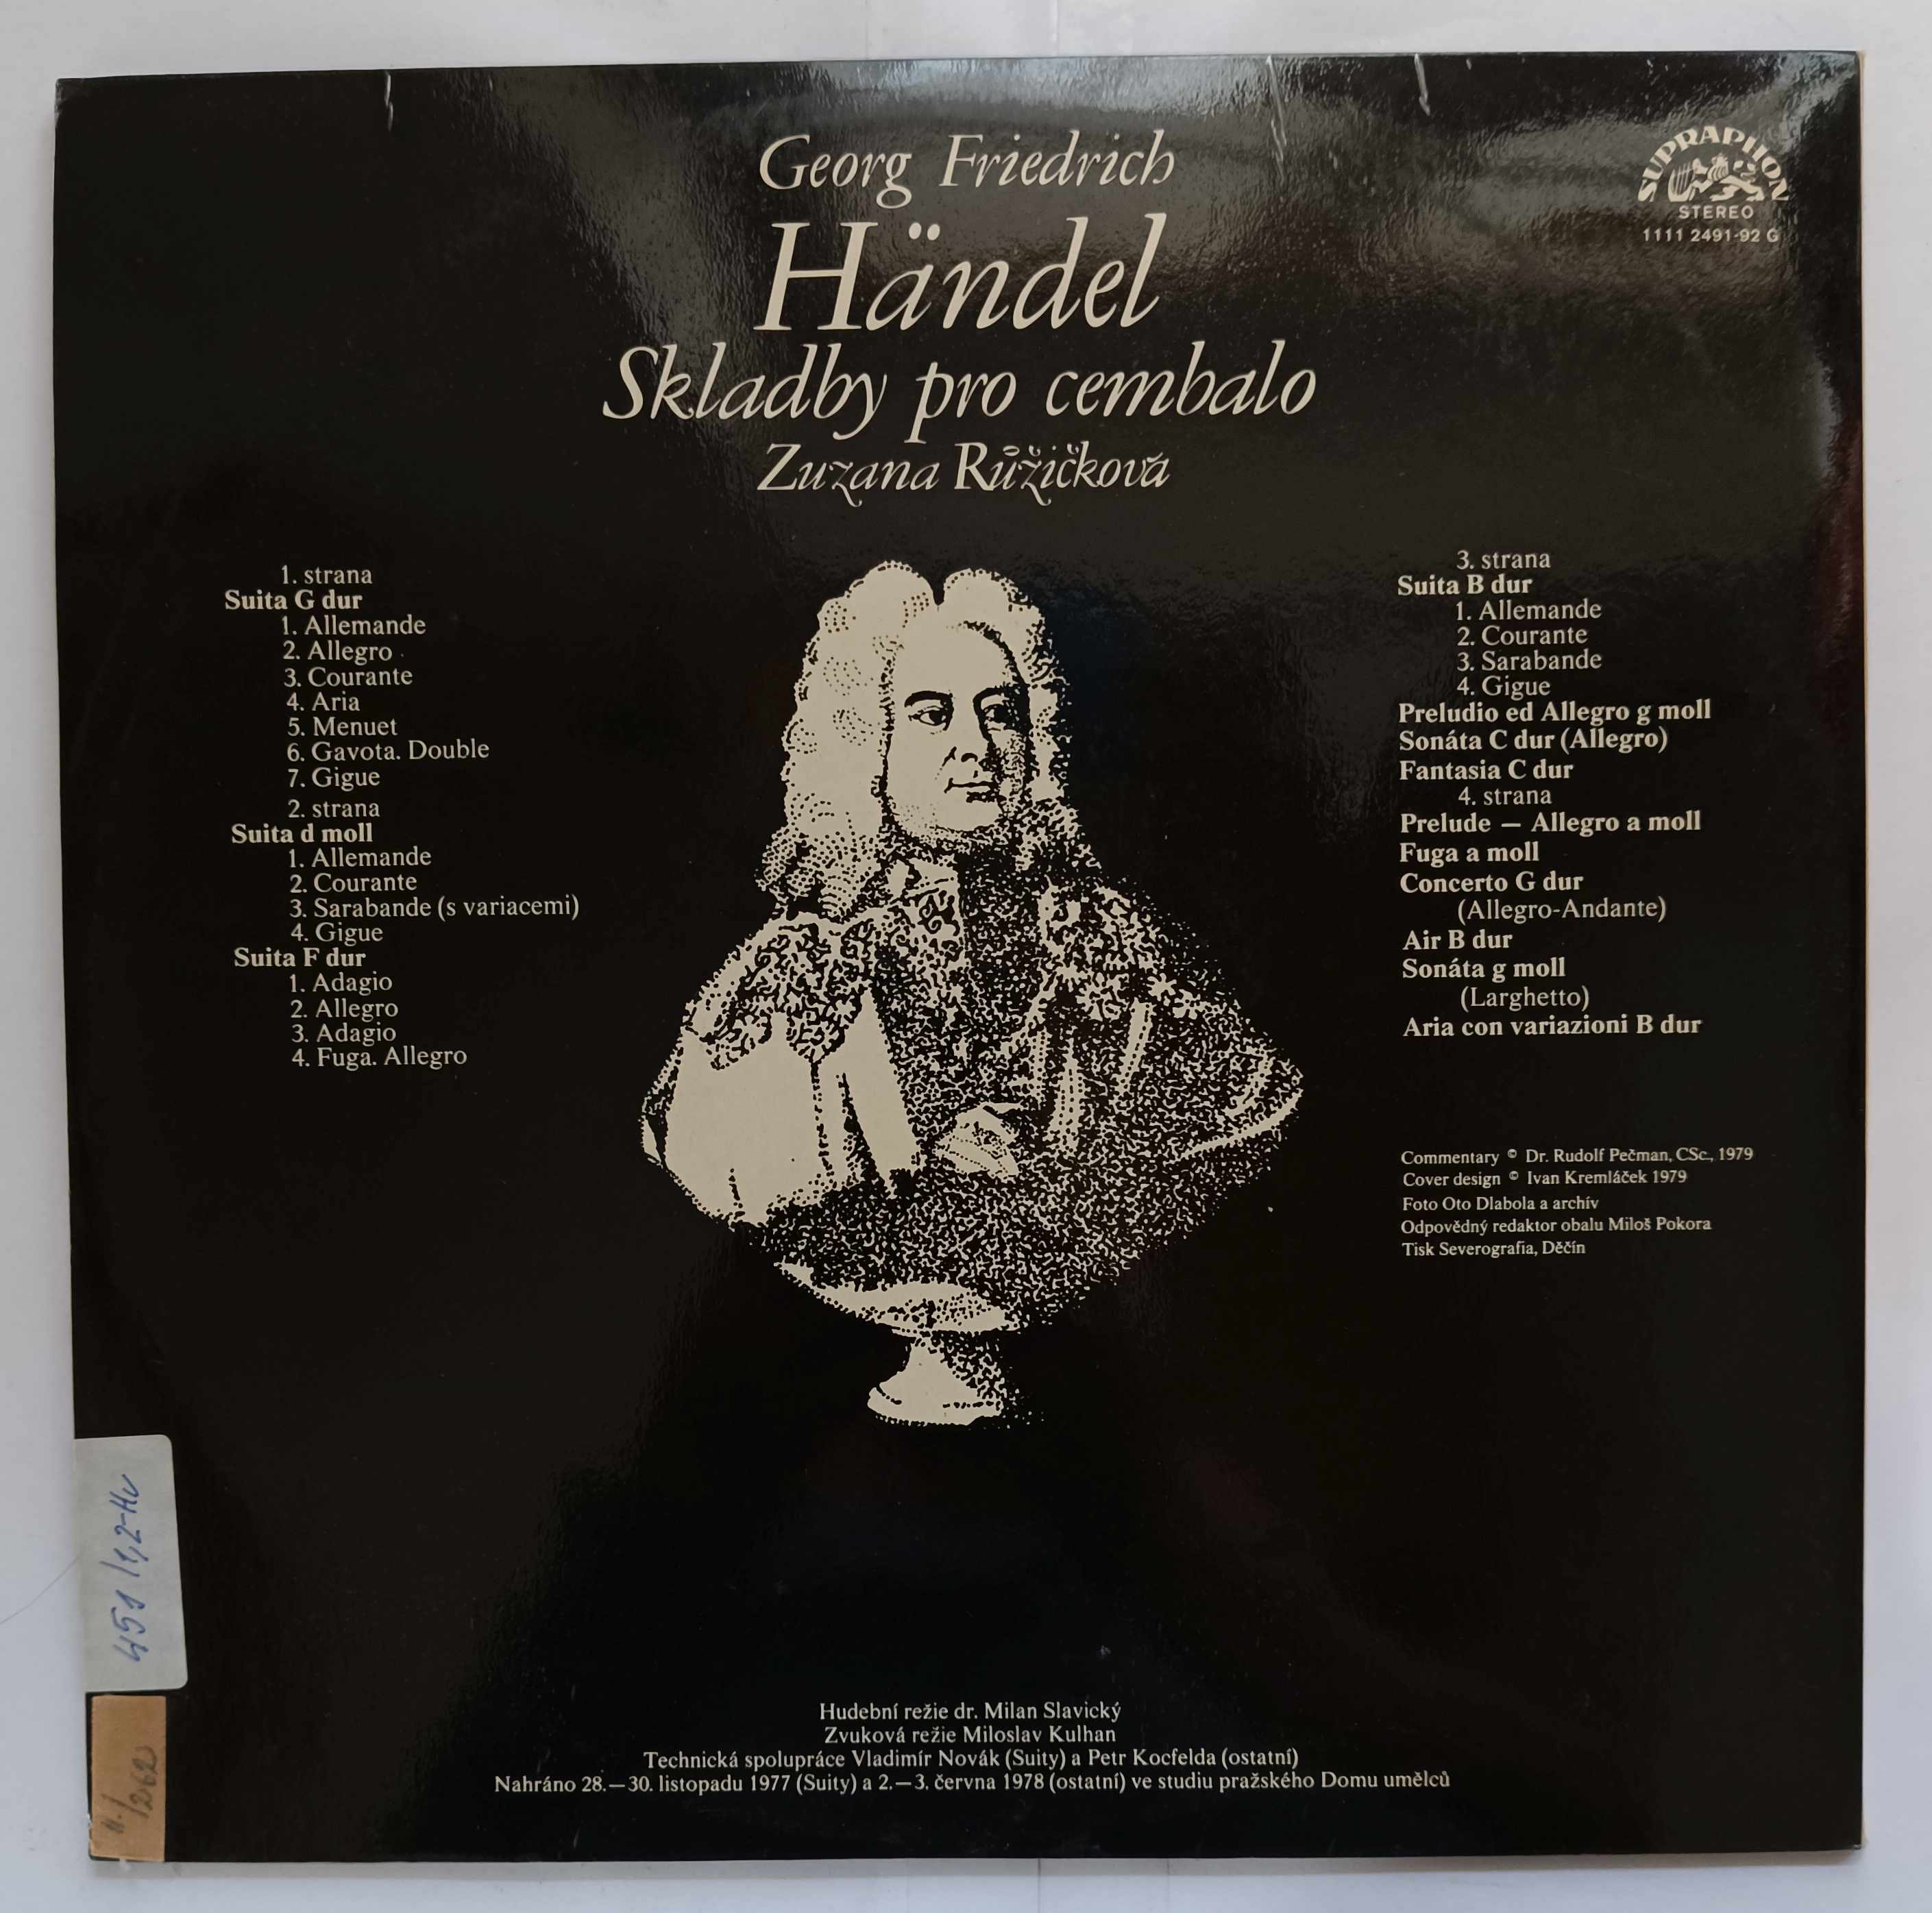 Georg Friedrich
Händel
Skladby pro cembalo
Zuzana Růžičková
SUPRAPHON
STEREO
1111 2491-92 G
1. strana
Suita G dur
1. Allemande
2. Allegro
3. Courante
4. Aria
5. Menuet
6. Gavota. Double
7. Gigue
2. strana
Suita d moll
1. Allemande
2. Courante
3. Sarabande (s variacemi)
4. Gigue
Suita F dur
1. Adagio
2. Allegro
3. Adagio
4. Fuga. Allegro
3. strana
Suita B dur
1. Allemande
2. Courante
3. Sarabande
4. Gigue
Preludio ed Allegro g moll
Sonáta C dur (Allegro)
Fantasia C dur
4. strana
Prelude — Allegro a moll
Fuga a moll
Concerto G dur
(Allegro-Andante)
Air B dur
Sonáta g moll
(Larghetto)
Aria con variazioni B dur
Commentary © Dr. Rudolf Pečman, CSc., 1979
Cover design © Ivan Kremláček 1979
Foto Oto Dlabola a archív
Odpovědný redaktor obalu Miloš Pokora
Tisk Severografia, Děčín
451/1,2-Hv
Hudební režie dr. Milan Slavický
Zvuková režie Miloslav Kulhan
Technická spolupráce Vladimír Novák (Suity) a Petr Kocfelda (ostatní)
Nahráno 28.—30. listopadu 1977 (Suity) a 2.—3. června 1978 (ostatní) ve studiu pražského Domu umělců